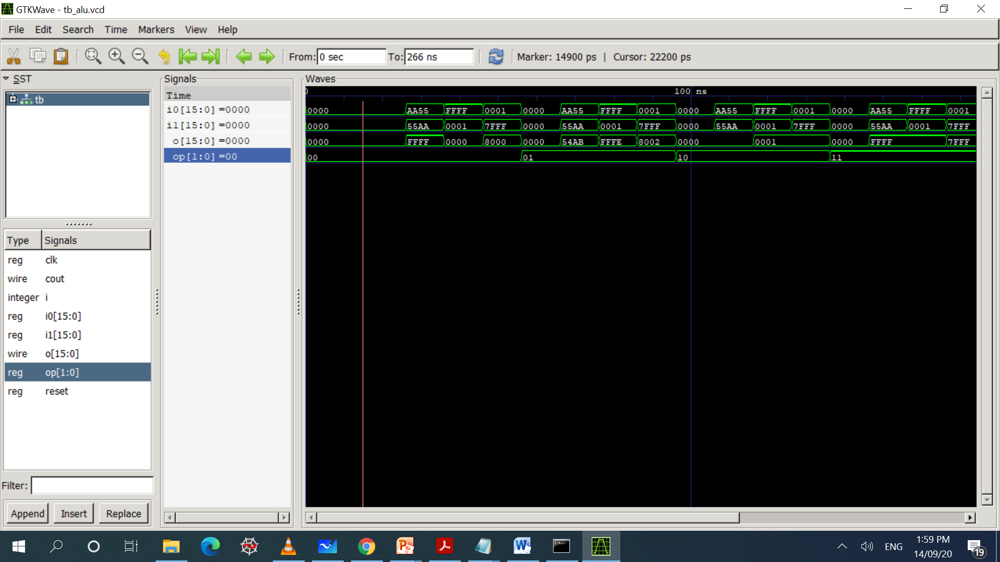 GTKWave - tb_alu.vcd
File Edit Search Time Markers View Help
From: 0 sec To: 266 ns Marker: 14900 ps | Cursor: 22200 ps
SST
tb
Type Signals
reg clk
wire cout
integer i
reg i0[15:0]
reg i1[15:0]
wire o[15:0]
reg op[1:0]
reg reset
Filter:
Append Insert Replace
Signals
Time
i0[15:0] =0000
i1[15:0] =0000
o[15:0] =0000
op[1:0] =00
Waves
0 100 ns
0000 AA55 FFFF 0001 0000 AA55 FFFF 0001 0000 AA55 FFFF 0001 0000 AA55 FFFF 0001
0000 55AA 0001 7FFF 0000 55AA 0001 7FFF 0000 55AA 0001 7FFF 0000 55AA 0001 7FFF
0000 FFFF 0000 8000 0000 54AB FFFE 8002 0000 0001 0000 FFFF 7FFF
00 01 10 11
ENG
1:59 PM
14/09/20
19